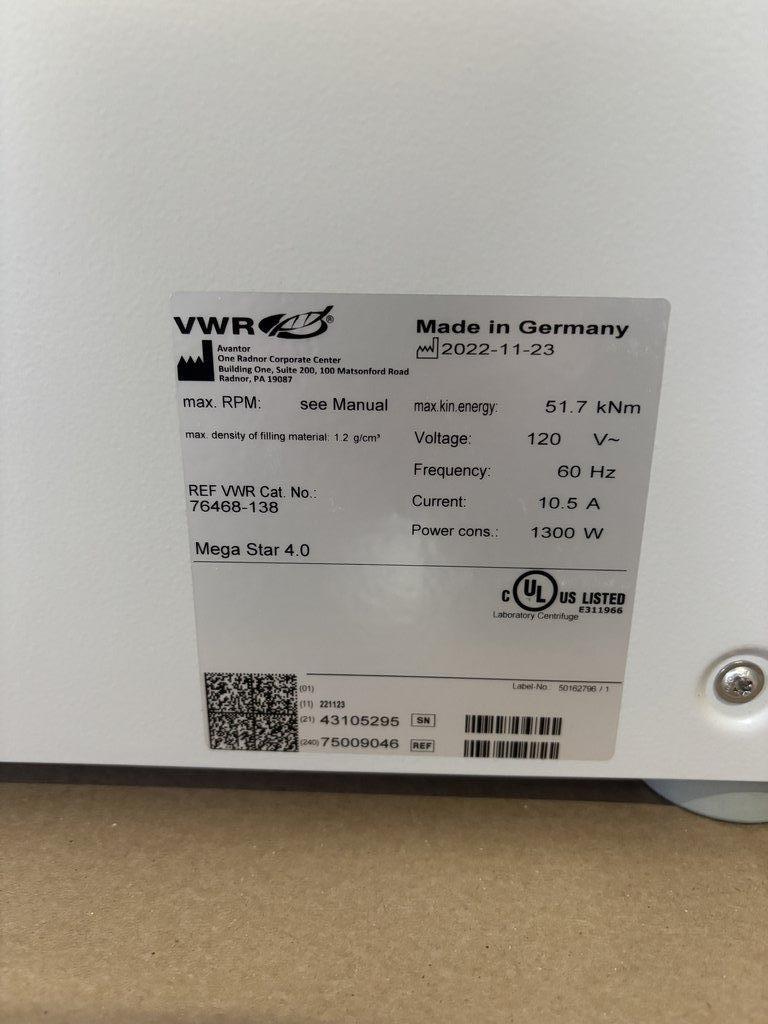 VWR®
Avantor
One Radnor Corporate Center
Building One, Suite 200, 100 Matsonford Road
Radnor, PA 19087
Made in Germany
2022-11-23
max. RPM: see Manual
max. density of filling material: 1.2 g/cm³
REF VWR Cat. No.:
76468-138
Mega Star 4.0
max.kin.energy: 51.7 kNm
Voltage: 120 V~
Frequency: 60 Hz
Current: 10.5 A
Power cons.: 1300 W
C UL US LISTED
E311966
Laboratory Centrifuge
Label-No. 50162796 / 1
(01)
(11) 221123
(21) 43105295 SN
(240) 75009046 REF